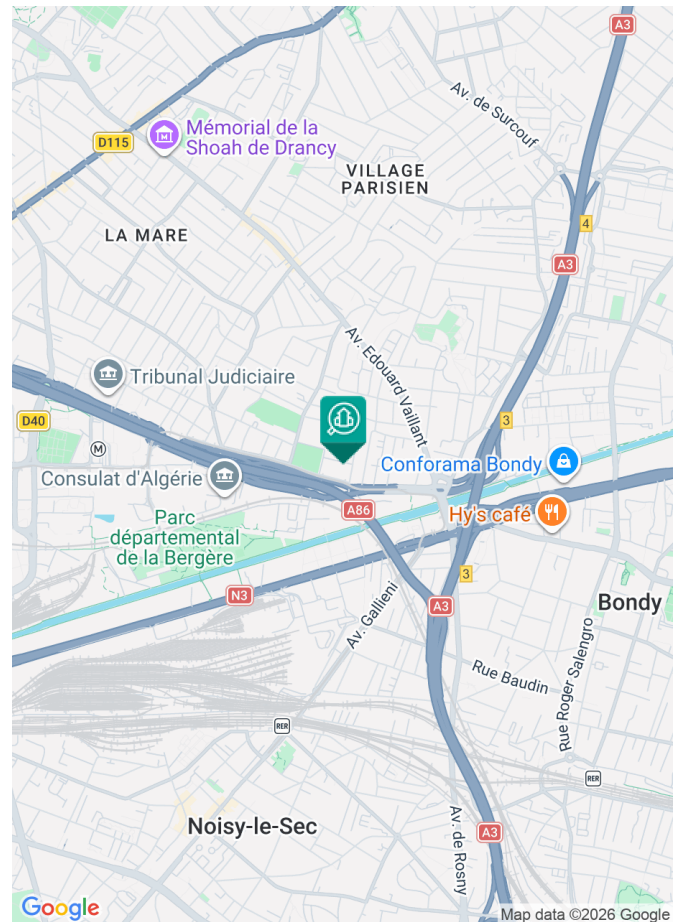 A3
Av. de Surcouf
Mémorial de la
Shoah de Drancy
D115
VILLAGE
PARISIEN
4
LA MARE
A3
Av. Edouard Vaillant
Tribunal Judiciaire
D40
3
M
Conforama Bondy
Consulat d'Algérie
A86
Hy's café
Parc
départemental
de la Bergère
3
N3
A3
Bondy
Av. Gallieni
Rue Baudin
Rue Roger Salengro
RER
RER
Noisy-le-Sec
A3
Av. de Rosny
Google
Map data ©2026 Google